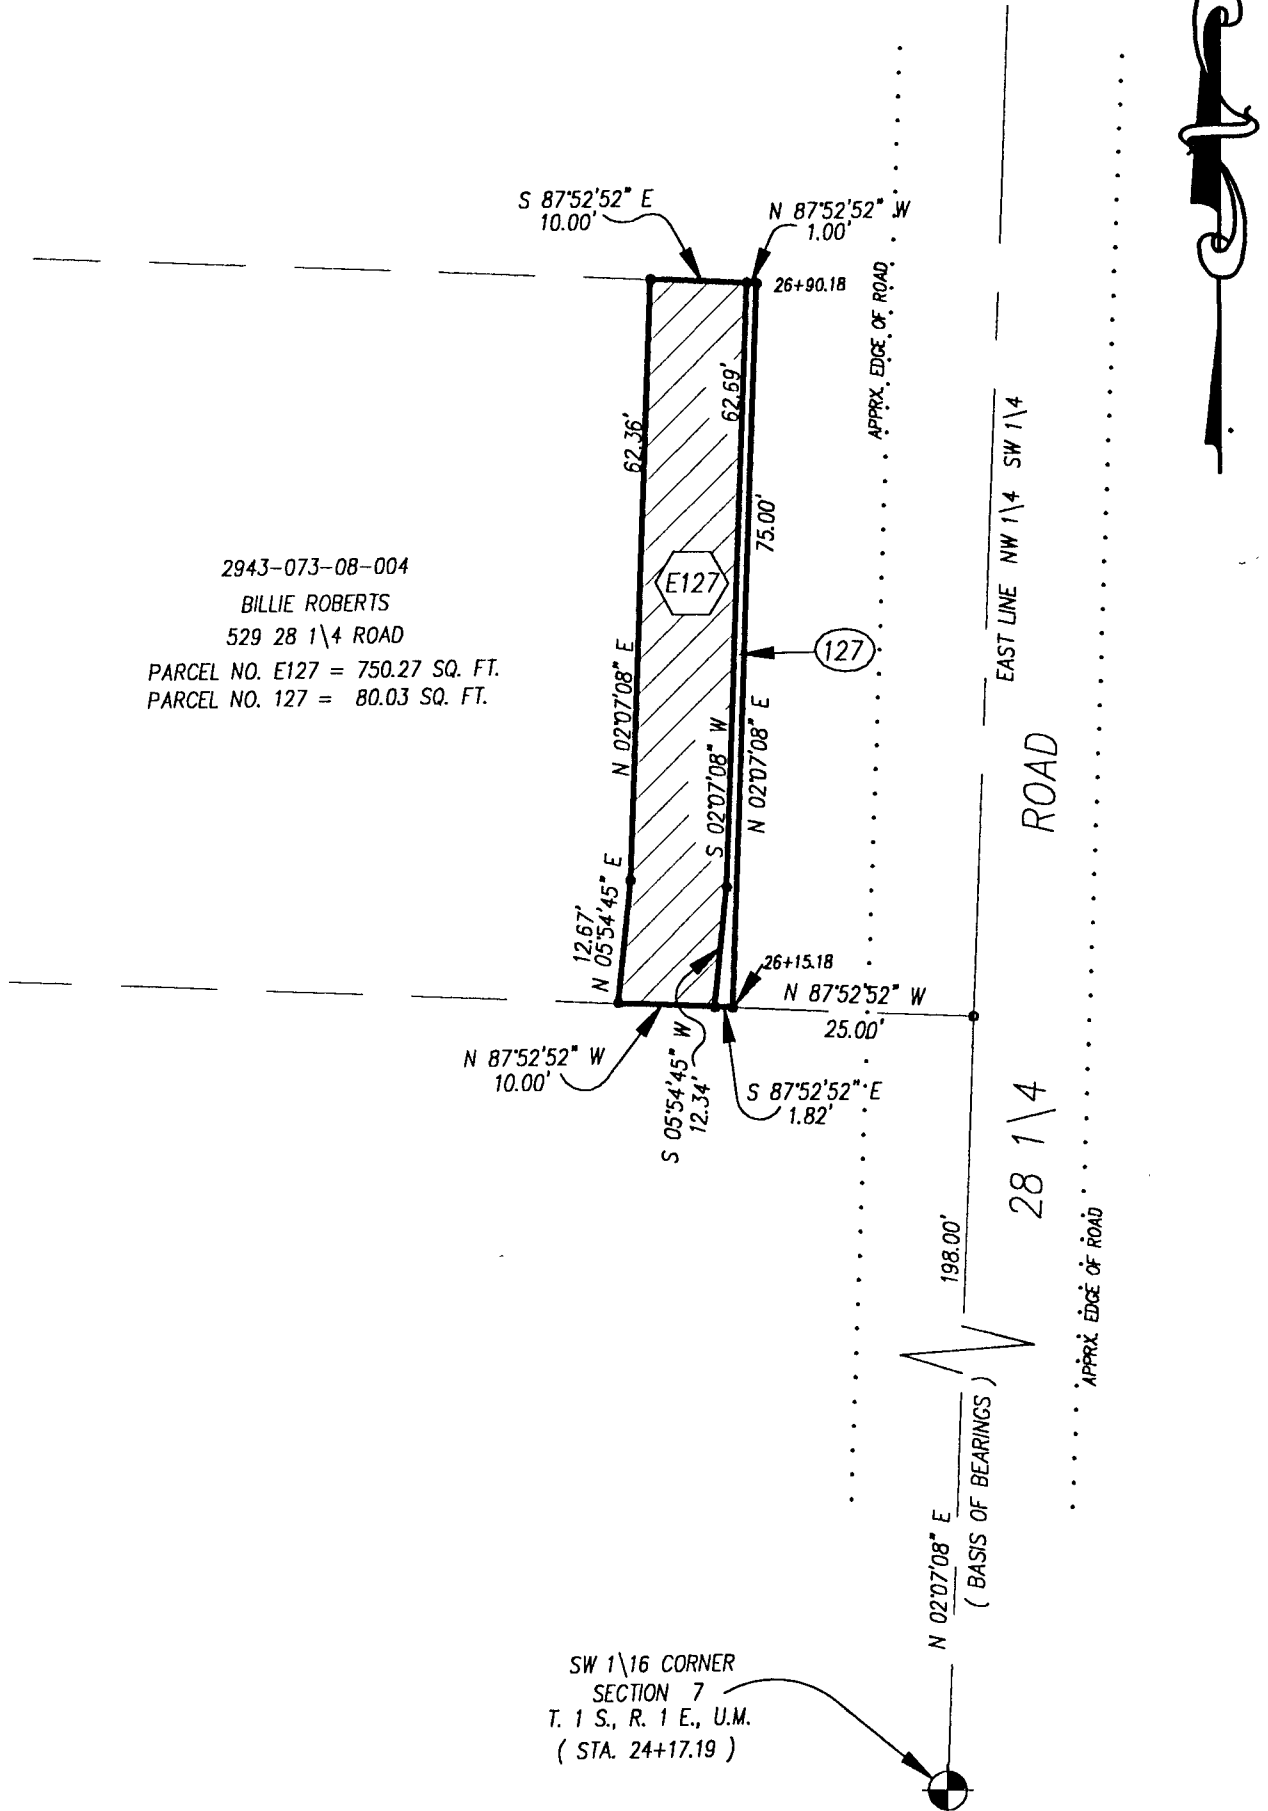 S 87°52'52" E
10.00'
N 87°52'52" W
1.00'
26+90.18
APPRX. EDGE OF ROAD
62.69'
62.36'
EAST LINE NW 1\4 SW 1\4
75.00'
2943-073-08-004
BILLIE ROBERTS
529 28 1\4 ROAD
PARCEL NO. E127 = 750.27 SQ. FT.
PARCEL NO. 127 = 80.03 SQ. FT.
E127
127
N 02°07'08" E
S 02°07'08" W
N 02°07'08" E
ROAD
12.67'
N 05°54'45" E
26+15.18
N 87°52'52" W
25.00'
N 87°52'52" W
10.00'
S 05°54'45" W
12.34'
S 87°52'52" E
1.82'
28 1\4
198.00'
APPRX. EDGE OF ROAD
N 02°07'08" E
( BASIS OF BEARINGS )
SW 1\16 CORNER
SECTION 7
T. 1 S., R. 1 E., U.M.
( STA. 24+17.19 )